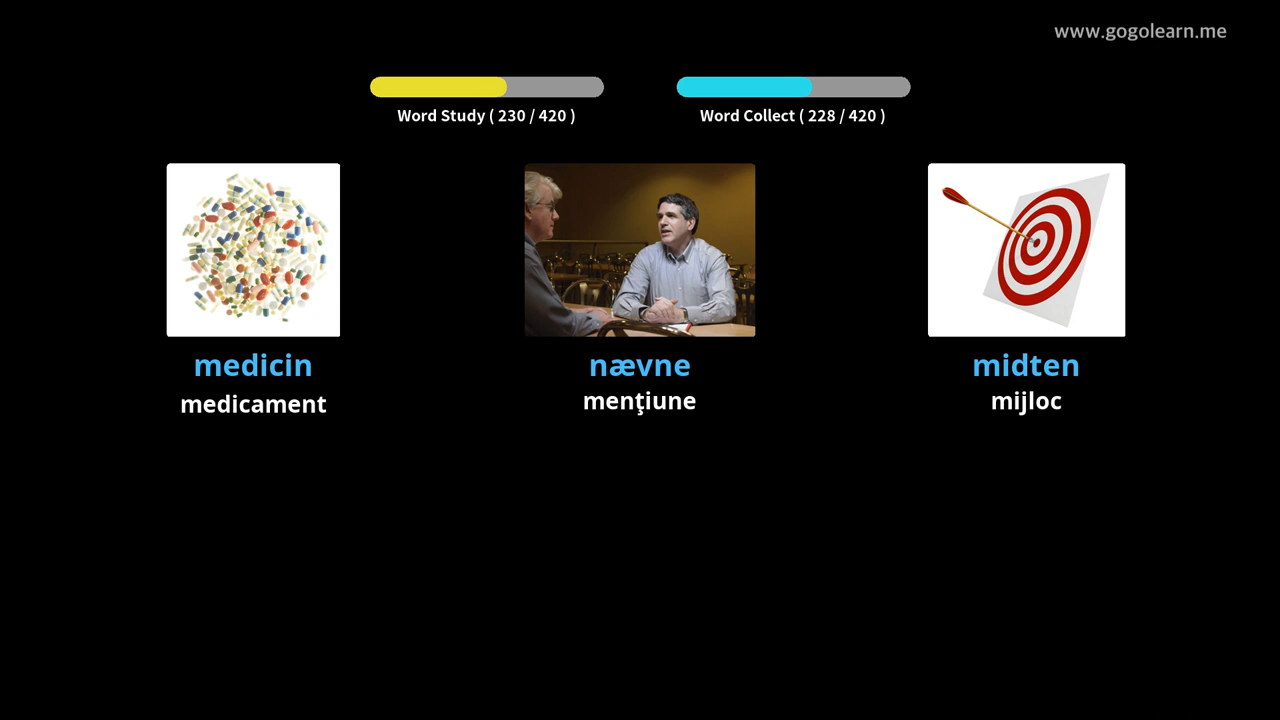 www.gogolearn.me
Word Study ( 230 / 420 )
Word Collect ( 228 / 420 )
medicin
medicament
nævne
menţiune
midten
mijloc